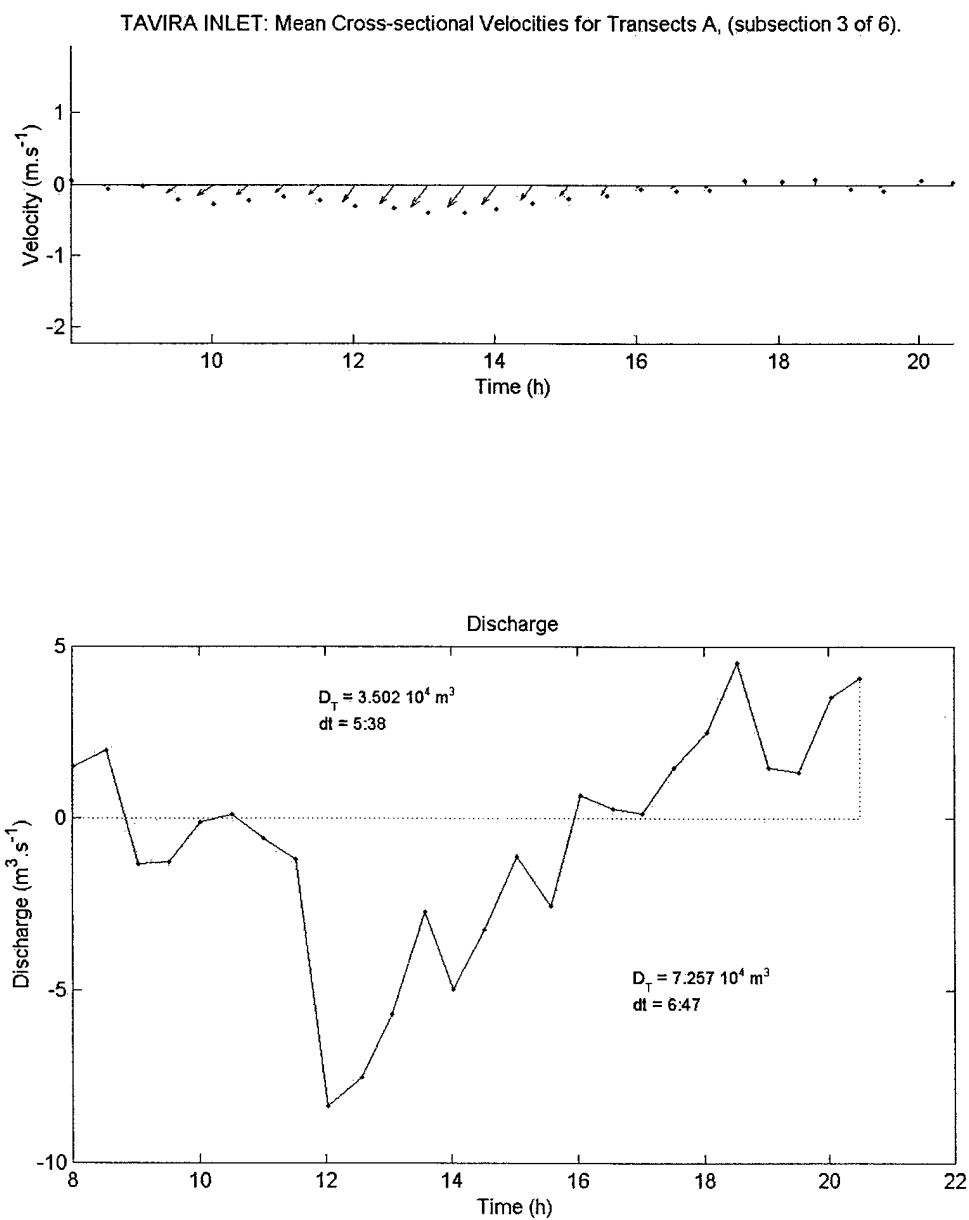 TAVIRA INLET: Mean Cross-sectional Velocities for Transects A, (subsection 3 of 6).
1
0
-1
-2
Velocity (m.s⁻¹)
10 12 14 16 18 20
Time (h)
Discharge
5
0
-5
-10
Discharge (m³.s⁻¹)
D_T = 3.502 10⁴ m³
dt = 5:38
D_T = 7.257 10⁴ m³
dt = 6:47
8 10 12 14 16 18 20 22
Time (h)